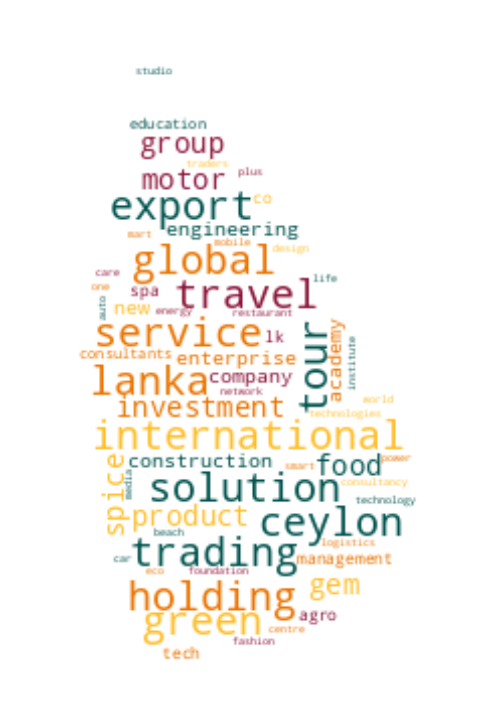 studio
education
group
traders
motor plus
export co
engineering
mart mobile
global design
care life
one spa travel
auto new energy restaurant
service lk tour academy institute
consultants enterprise
lanka company
network
investment world
technologies
international
construction smart food power
spice media solution consultancy
technology
product ceylon
beach
car trading logistics
management
eco foundation
holding gem
green agro
centre
fashion
tech